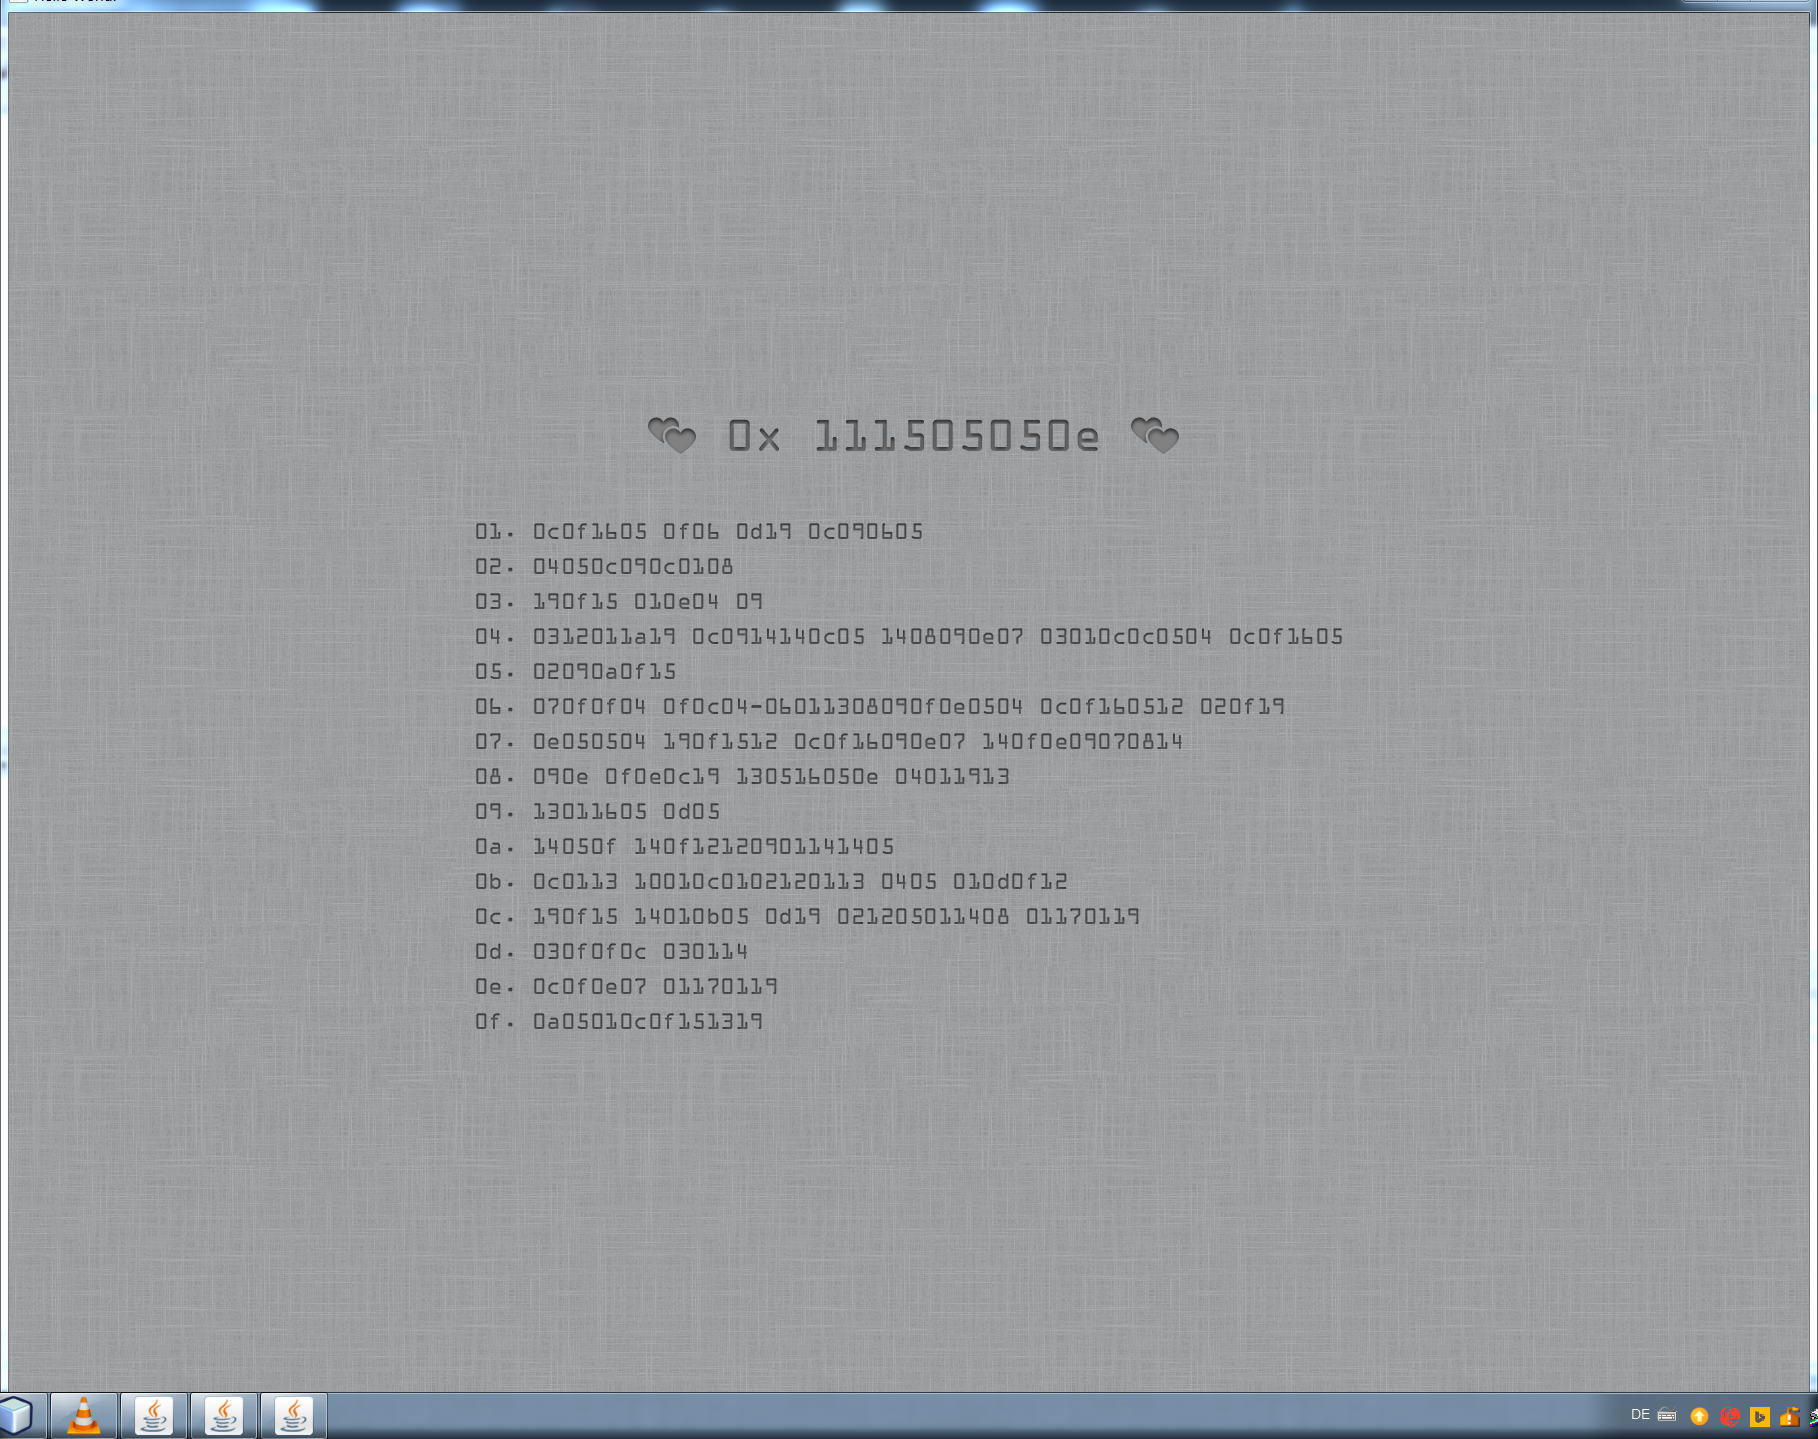 0x 111505050e
01. 0c0f1605 0f06 0d19 0c090605
02. 04050c090c0108
03. 190f15 010e04 09
04. 0312011a19 0c0914140c05 1408090e07 03010c0c0504 0c0f1605
05. 02090a0f15
06. 070f0f04 0f0c04-06011308090f0e0504 0c0f160512 020f19
07. 0e050504 190f1512 0c0f16090e07 140f0e09070814
08. 090e 0f0e0c19 130516050e 04011913
09. 13011605 0d05
0a. 14050f 140f12120901141405
0b. 0c0113 10010c0102120113 0405 010d0f12
0c. 190f15 14010b05 0d19 021205011408 01170119
0d. 030f0f0c 030114
0e. 0c0f0e07 01170119
0f. 0a05010c0f151319
DE